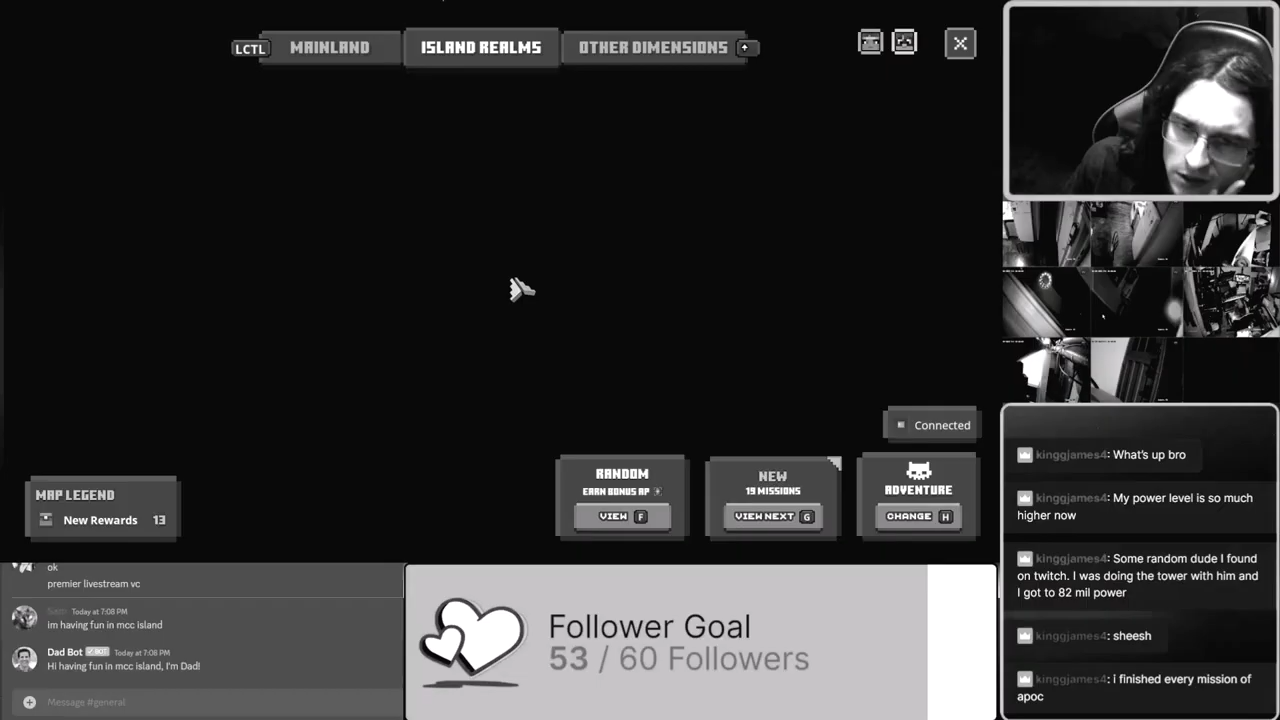 LCTL
MAINLAND
ISLAND REALMS
OTHER DIMENSIONS
Connected
RANDOM
EARN BONUS AP
VIEW F
NEW
19 MISSIONS
VIEW NEXT G
ADVENTURE
CHANGE H
MAP LEGEND
New Rewards 13
ok
premier livestream vc
Today at 7:08 PM
im having fun in mcc island
Dad Bot BOT Today at 7:08 PM
Hi having fun in mcc island, I'm Dad!
Message #general
Follower Goal
53 / 60 Followers
kinggjames4: What's up bro
kinggjames4: My power level is so much
higher now
kinggjames4: Some random dude I found
on twitch. I was doing the tower with him and
I got to 82 mil power
kinggjames4: sheesh
kinggjames4: i finished every mission of
apoc